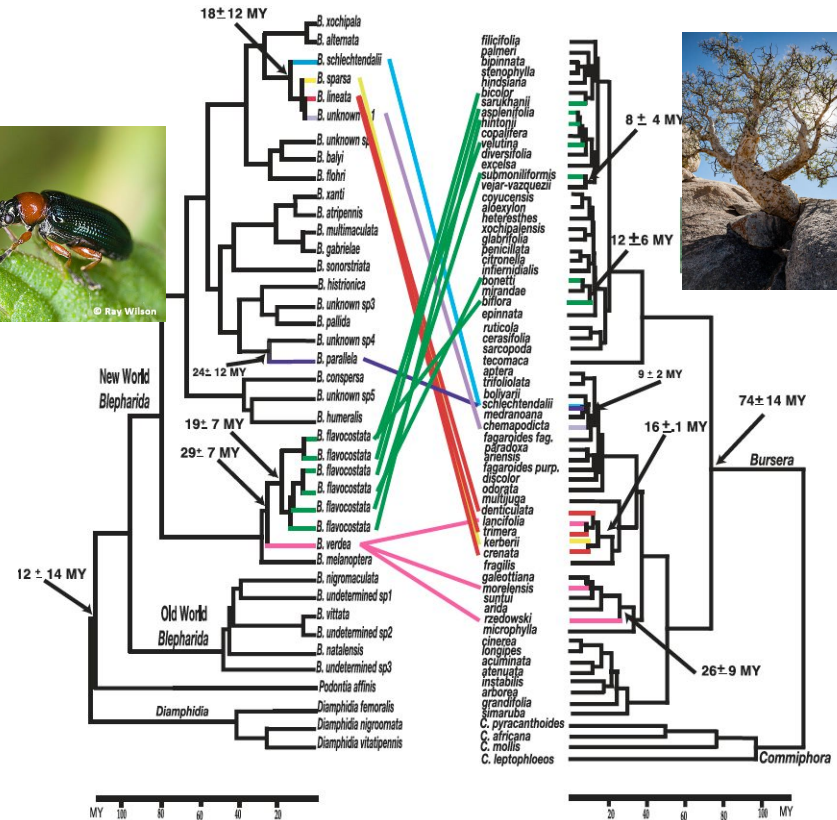 18±12 MY
B. xochipala
B. alternata
B. schlechtendalii
B. sparsa
B. lineata
B. unknown 1
B. unknown sp
B. balyi
B. flohri
B. xanti
B. atripennis
B. multimaculata
B. gabrielae
B. sonorstriata
B. histrionica
B. unknown sp3
B. pallida
B. unknown sp4
B. parallela
24± 12 MY
B. conspersa
B. unknown sp5
B. humeralis
New World
Blepharida
19± 7 MY
29± 7 MY
B. flavocostata
B. flavocostata
B. flavocostata
B. flavocostata
B. flavocostata
B. flavocostata
B. verdea
B. melanoptera
12 ± 14 MY
B. nigromaculata
B. undetermined sp1
Old World
Blepharida
B. vittata
B. undetermined sp2
B. natalensis
B. undetermined sp3
Podontia affinis
Diamphidia
Diamphidia femoralis
Diamphidia nigroornata
Diamphidia vitatipennis
MY 100 80 60 40 20
© Ray Wilson
filicifolia
palmeri
bipinnata
stenophylla
hindsiana
bicolor
sarukhanii
asplenifolia
hintonii
copalifera
velutina
diversifolia
excelsa
submoniliformis
vejar-vazquezii
coyucensis
aloexylon
heteresthes
xochipalensis
glabrifolia
penicillata
citronella
infiernidialis
bonetti
mirandae
biflora
epinnata
ruticola
cerasifolia
sarcopoda
tecomaca
aptera
trifoliolata
bolivarii
schlechtendalii
medranoana
chemapodicta
fagaroides fag.
paradoxa
ariensis
fagaroides purp.
discolor
odorata
multijuga
denticulata
lancifolia
trimera
kerberii
crenata
fragilis
galeottiana
morelensis
suntui
arida
rzedowski
microphylla
cinerea
longipes
acuminata
atenuata
instabilis
arborea
grandifolia
simaruba
C. pyracanthoides
C. africana
C. mollis
C. leptophloeos
8 ± 4 MY
12 ±6 MY
9 ± 2 MY
16 ± 1 MY
74± 14 MY
Bursera
26±9 MY
Commiphora
20 40 60 80 100 MY